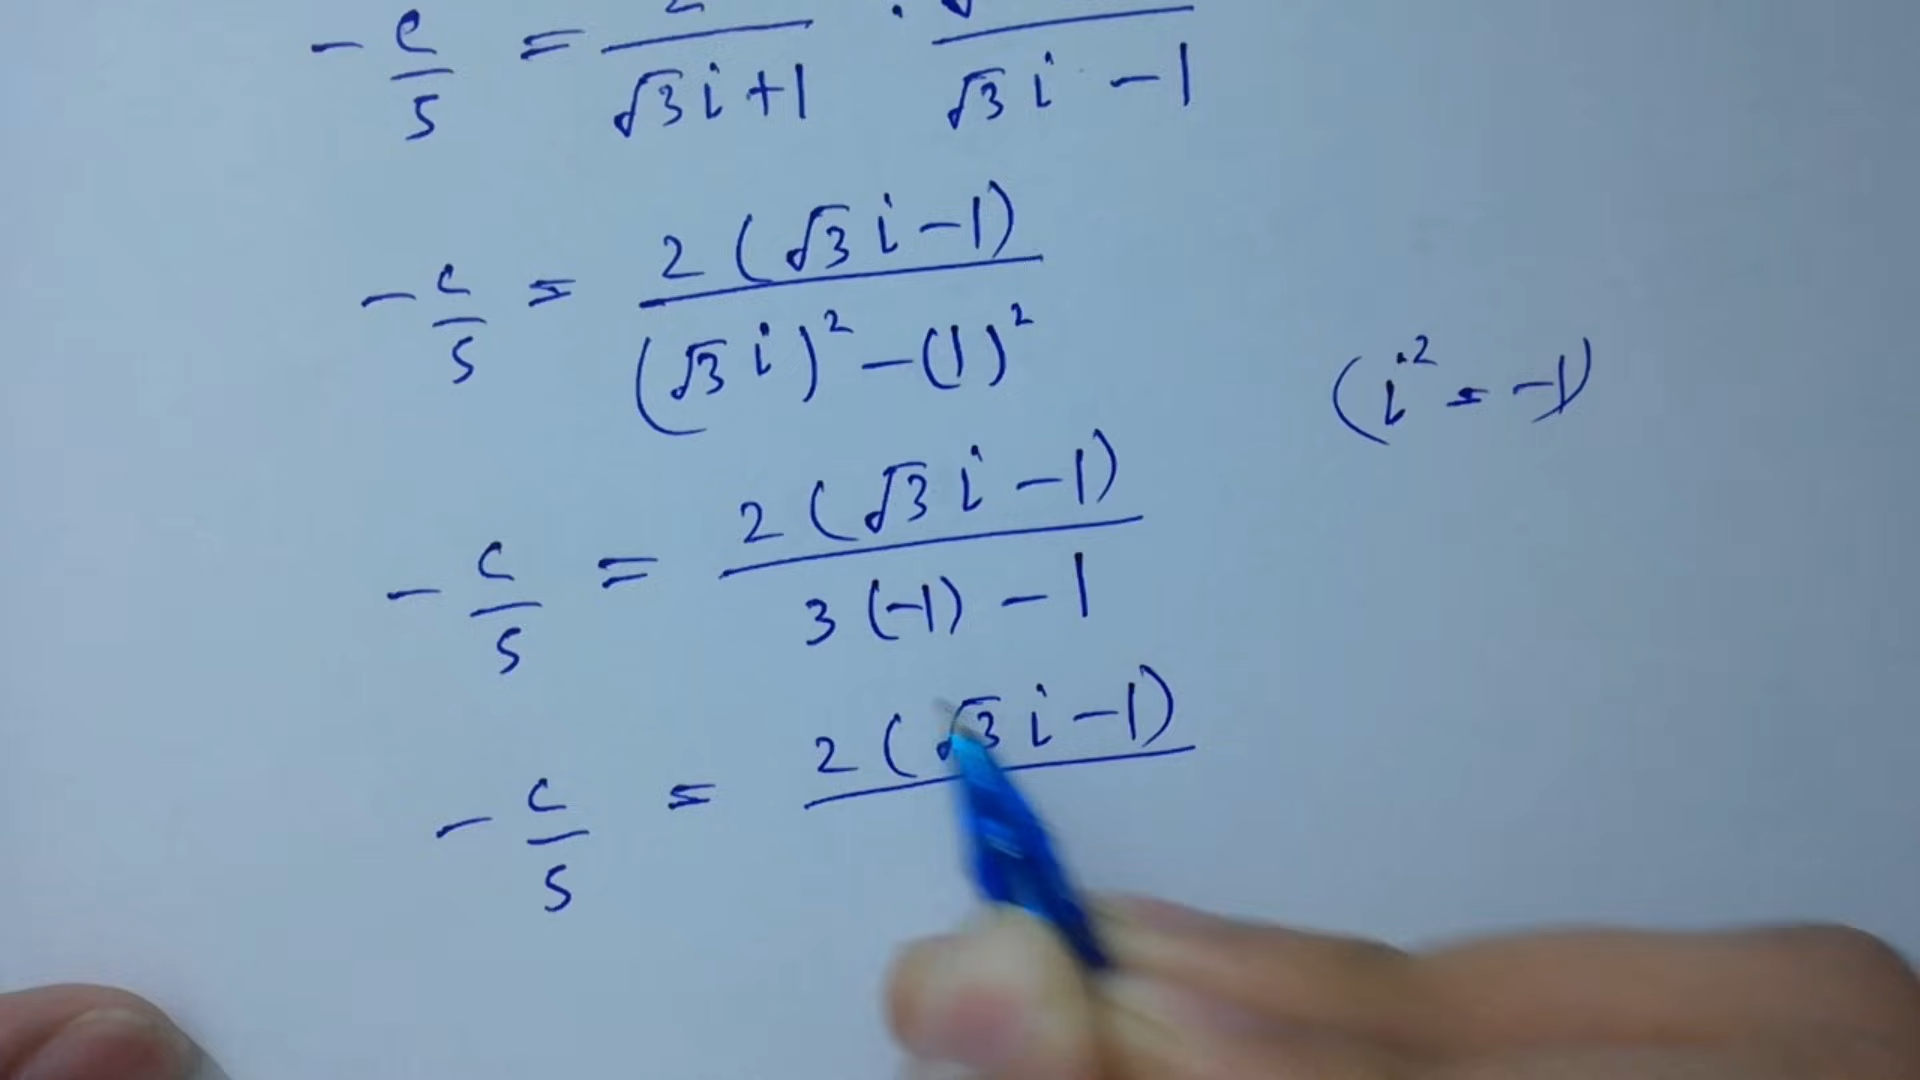 -c/5 = 2/(√3i+1) · √/(√3i-1)
-c/5 = 2(√3i-1)/((√3i)²-(1)²)
(i²=-1)
-c/5 = 2(√3i-1)/(3(-1)-1)
-c/5 = 2(√3i-1)/